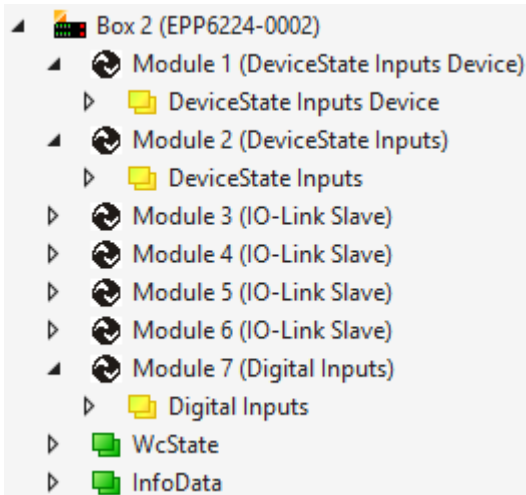 Box 2 (EPP6224-0002)
Module 1 (DeviceState Inputs Device)
DeviceState Inputs Device
Module 2 (DeviceState Inputs)
DeviceState Inputs
Module 3 (IO-Link Slave)
Module 4 (IO-Link Slave)
Module 5 (IO-Link Slave)
Module 6 (IO-Link Slave)
Module 7 (Digital Inputs)
Digital Inputs
WcState
InfoData